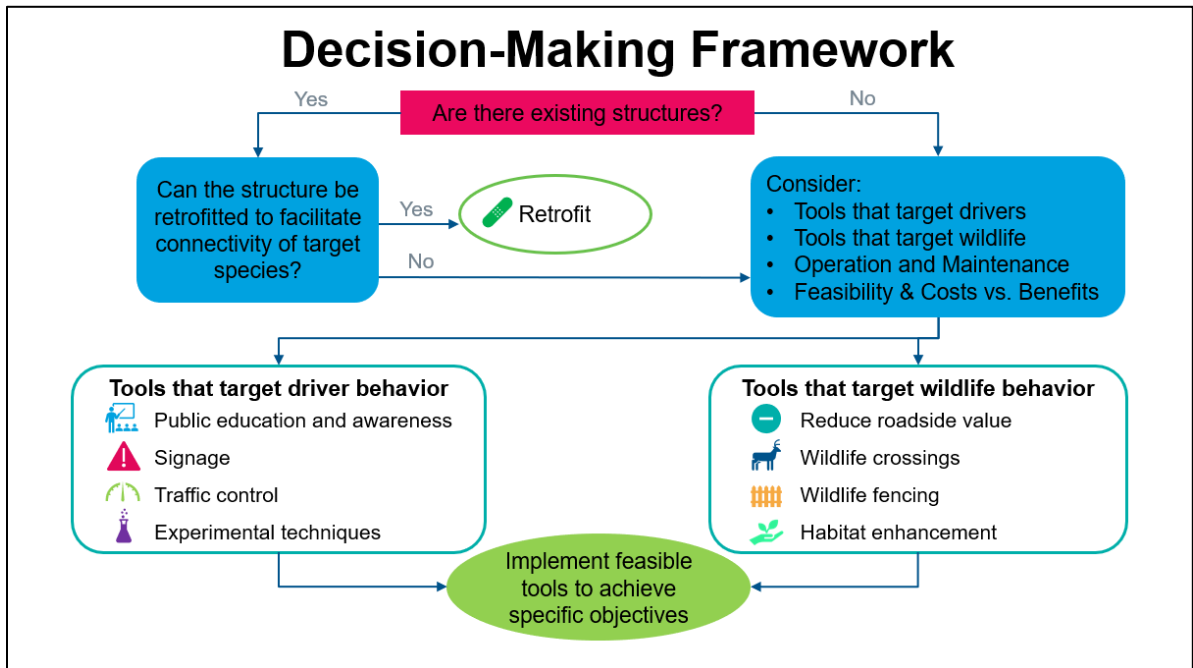 Decision-Making Framework
Yes
Are there existing structures?
No
Can the structure be
retrofitted to facilitate
connectivity of target
species?
Yes
Retrofit
No
Consider:
• Tools that target drivers
• Tools that target wildlife
• Operation and Maintenance
• Feasibility & Costs vs. Benefits
Tools that target driver behavior
Public education and awareness
Signage
Traffic control
Experimental techniques
Tools that target wildlife behavior
Reduce roadside value
Wildlife crossings
Wildlife fencing
Habitat enhancement
Implement feasible
tools to achieve
specific objectives